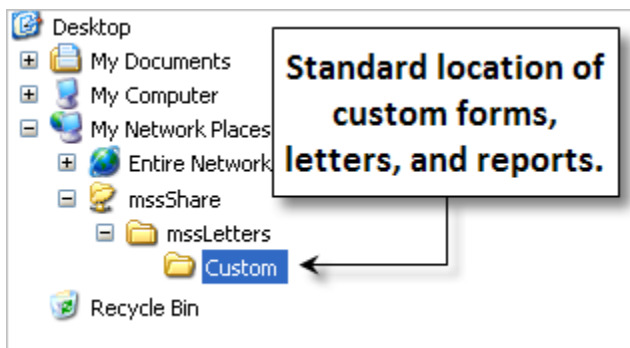 Desktop
My Documents
My Computer
My Network Places
Entire Network
mssShare
mssLetters
Custom
Recycle Bin
Standard location of
custom forms,
letters, and reports.